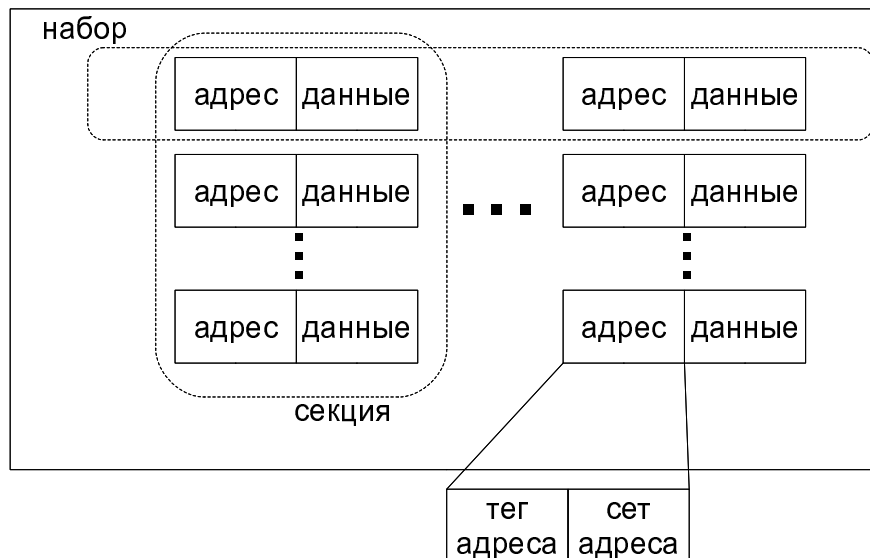 набор
адрес данные адрес данные
адрес данные адрес данные
адрес данные адрес данные
секция
тег сет
адреса адреса